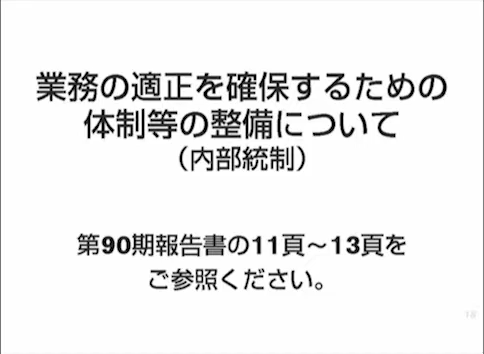 業務の適正を確保するための
体制等の整備について
（内部統制）
第90期報告書の11頁～13頁を
ご参照ください。